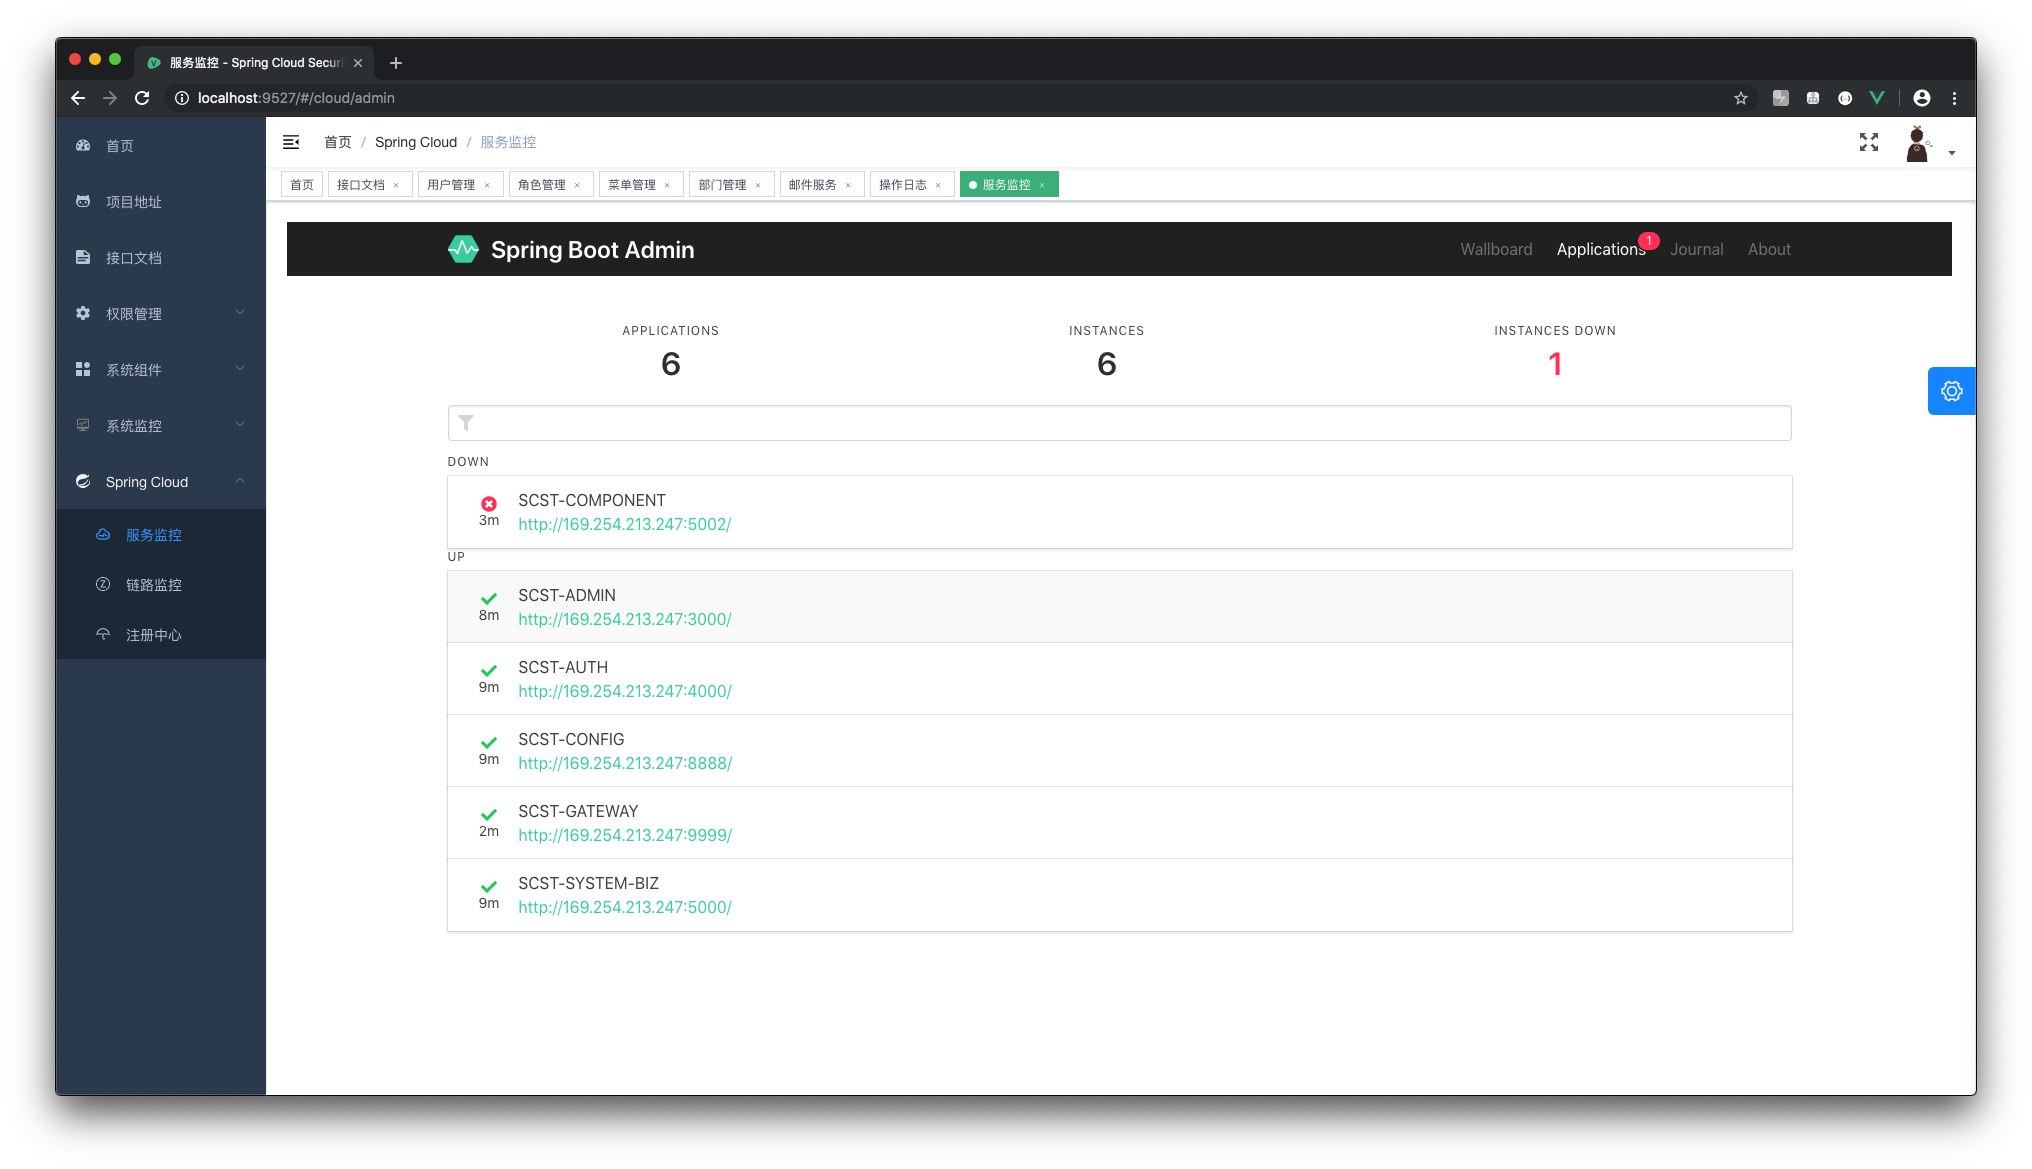 服务监控 - Spring Cloud Securi
localhost:9527/#/cloud/admin
首页
项目地址
接口文档
权限管理
系统组件
系统监控
Spring Cloud
服务监控
链路监控
注册中心
首页 / Spring Cloud / 服务监控
首页 接口文档 × 用户管理 × 角色管理 × 菜单管理 × 部门管理 × 邮件服务 × 操作日志 × 服务监控 ×
Spring Boot Admin
Wallboard Applications 1 Journal About
APPLICATIONS
6
INSTANCES
6
INSTANCES DOWN
1
DOWN
SCST-COMPONENT
3m
http://169.254.213.247:5002/
UP
SCST-ADMIN
8m
http://169.254.213.247:3000/
SCST-AUTH
9m
http://169.254.213.247:4000/
SCST-CONFIG
9m
http://169.254.213.247:8888/
SCST-GATEWAY
2m
http://169.254.213.247:9999/
SCST-SYSTEM-BIZ
9m
http://169.254.213.247:5000/